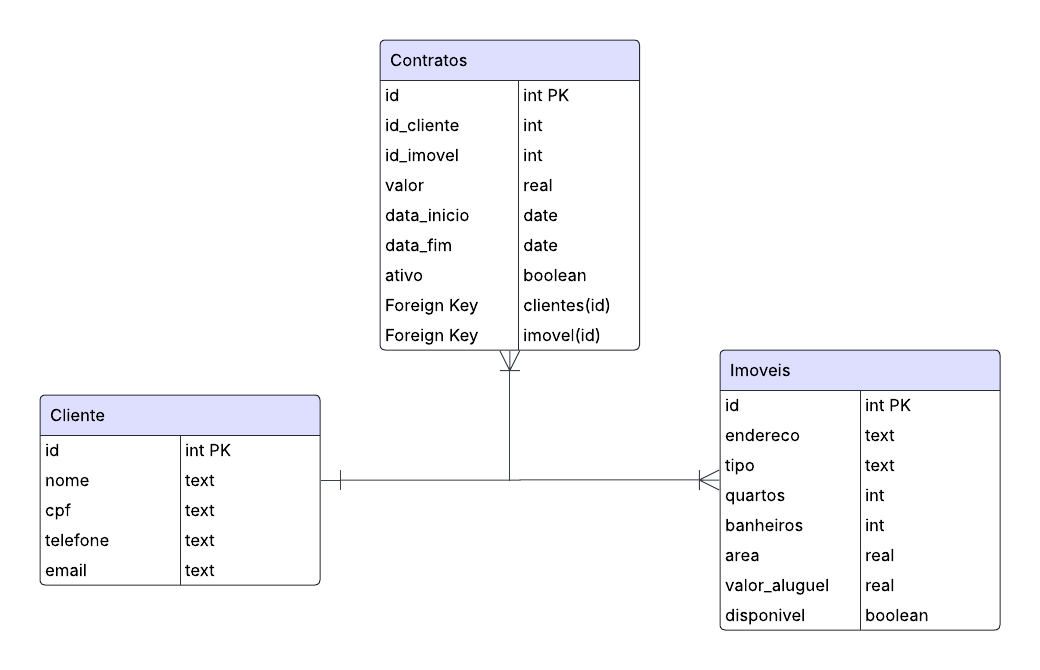 Contratos
id int PK
id_cliente int
id_imovel int
valor real
data_inicio date
data_fim date
ativo boolean
Foreign Key clientes(id)
Foreign Key imovel(id)
Cliente
id int PK
nome text
cpf text
telefone text
email text
Imoveis
id int PK
endereco text
tipo text
quartos int
banheiros int
area real
valor_aluguel real
disponivel boolean